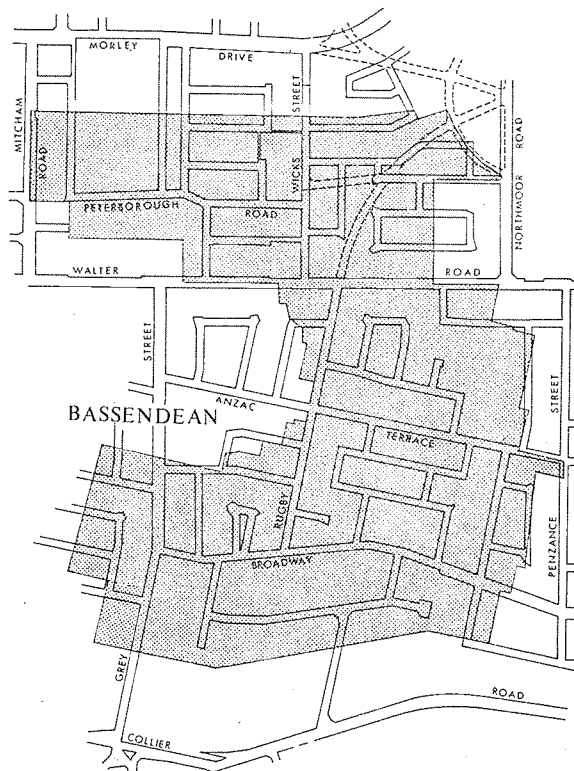 MORLEY DRIVE
MITCHAM ROAD
WICKS STREET
NORTHMOOR ROAD
PETERBOROUGH ROAD
WALTER ROAD
STREET
ANZAC TERRACE
STREET
BASSENDEAN
RUGBY
BROADWAY
PENZANCE
GREY
ROAD
COLLIER